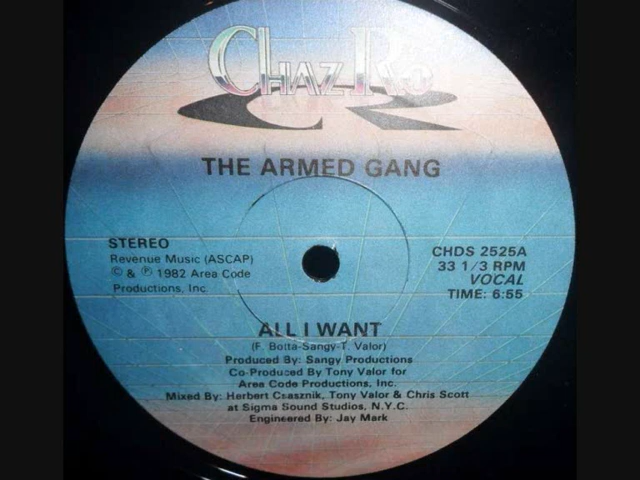 CHAZ RO
THE ARMED GANG
STEREO
Revenue Music (ASCAP)
© & ℗ 1982 Area Code
Productions, Inc.
CHDS 2525A
33 1/3 RPM
VOCAL
TIME: 6:55
ALL I WANT
(F. Botta-Sangy-T. Valor)
Produced By: Sangy Productions
Co-Produced By Tony Valor for
Area Code Productions, Inc.
Mixed By: Herbert Csasznik, Tony Valor & Chris Scott
at Sigma Sound Studios, N.Y.C.
Engineered By: Jay Mark